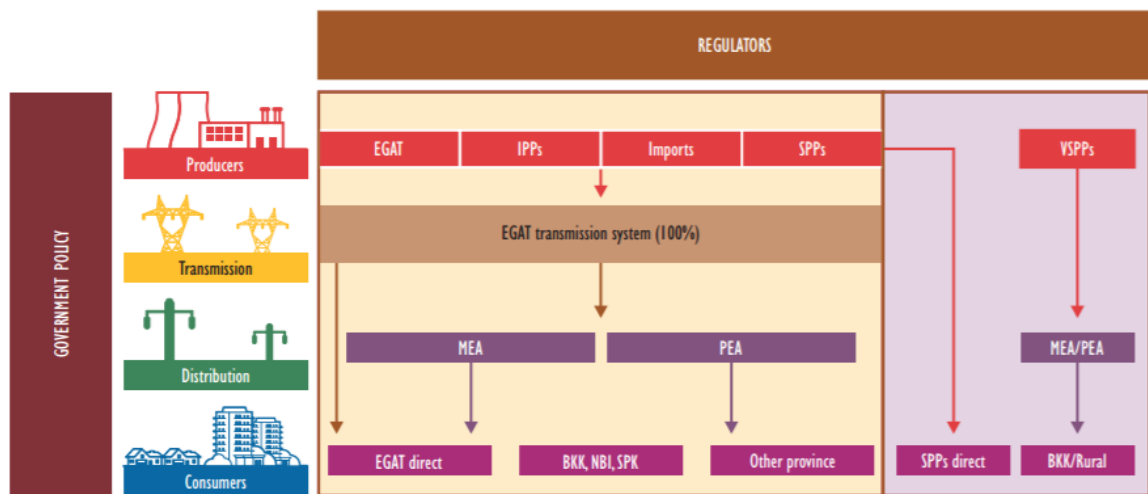 REGULATORS
GOVERNMENT POLICY
Producers
EGAT
IPPs
Imports
SPPs
VSPPs
EGAT transmission system (100%)
Transmission
MEA
PEA
MEA/PEA
Distribution
EGAT direct
BKK, NBI, SPK
Other province
SPPs direct
BKK/Rural
Consumers